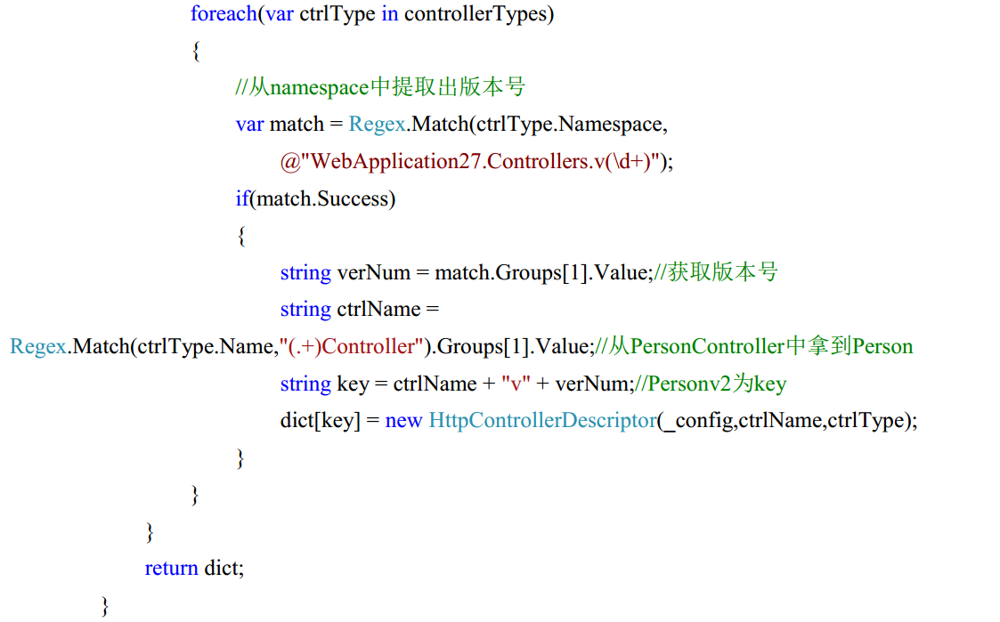 foreach(var ctrlType in controllerTypes)
{
//从namespace中提取出版本号
var match = Regex.Match(ctrlType.Namespace,
@"WebApplication27.Controllers.v(\d+)");
if(match.Success)
{
string verNum = match.Groups[1].Value;//获取版本号
string ctrlName =
Regex.Match(ctrlType.Name,"(.+)Controller").Groups[1].Value;//从PersonController中拿到Person
string key = ctrlName + "v" + verNum;//Personv2为key
dict[key] = new HttpControllerDescriptor(_config,ctrlName,ctrlType);
}
}
}
return dict;
}